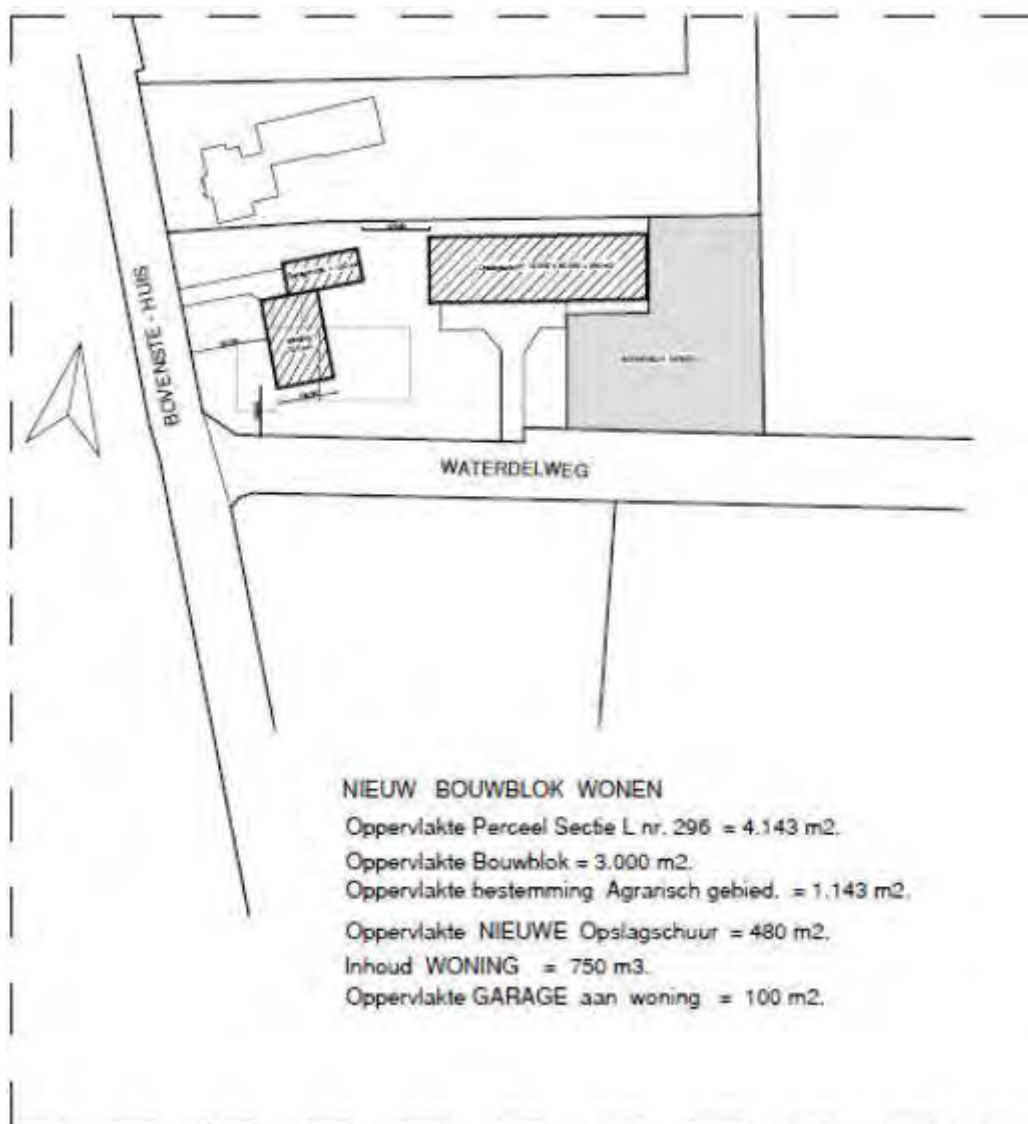 BOVENSTE-HUIS
WATERDELWEG
NIEUW BOUWBLOK WONEN
Oppervlakte Perceel Sectie L nr. 296 = 4.143 m2.
Oppervlakte Bouwblok = 3.000 m2.
Oppervlakte bestemming Agrarisch gebied. = 1.143 m2.
Oppervlakte NIEUWE Opslagschuur = 480 m2.
Inhoud WONING = 750 m3.
Oppervlakte GARAGE aan woning = 100 m2.